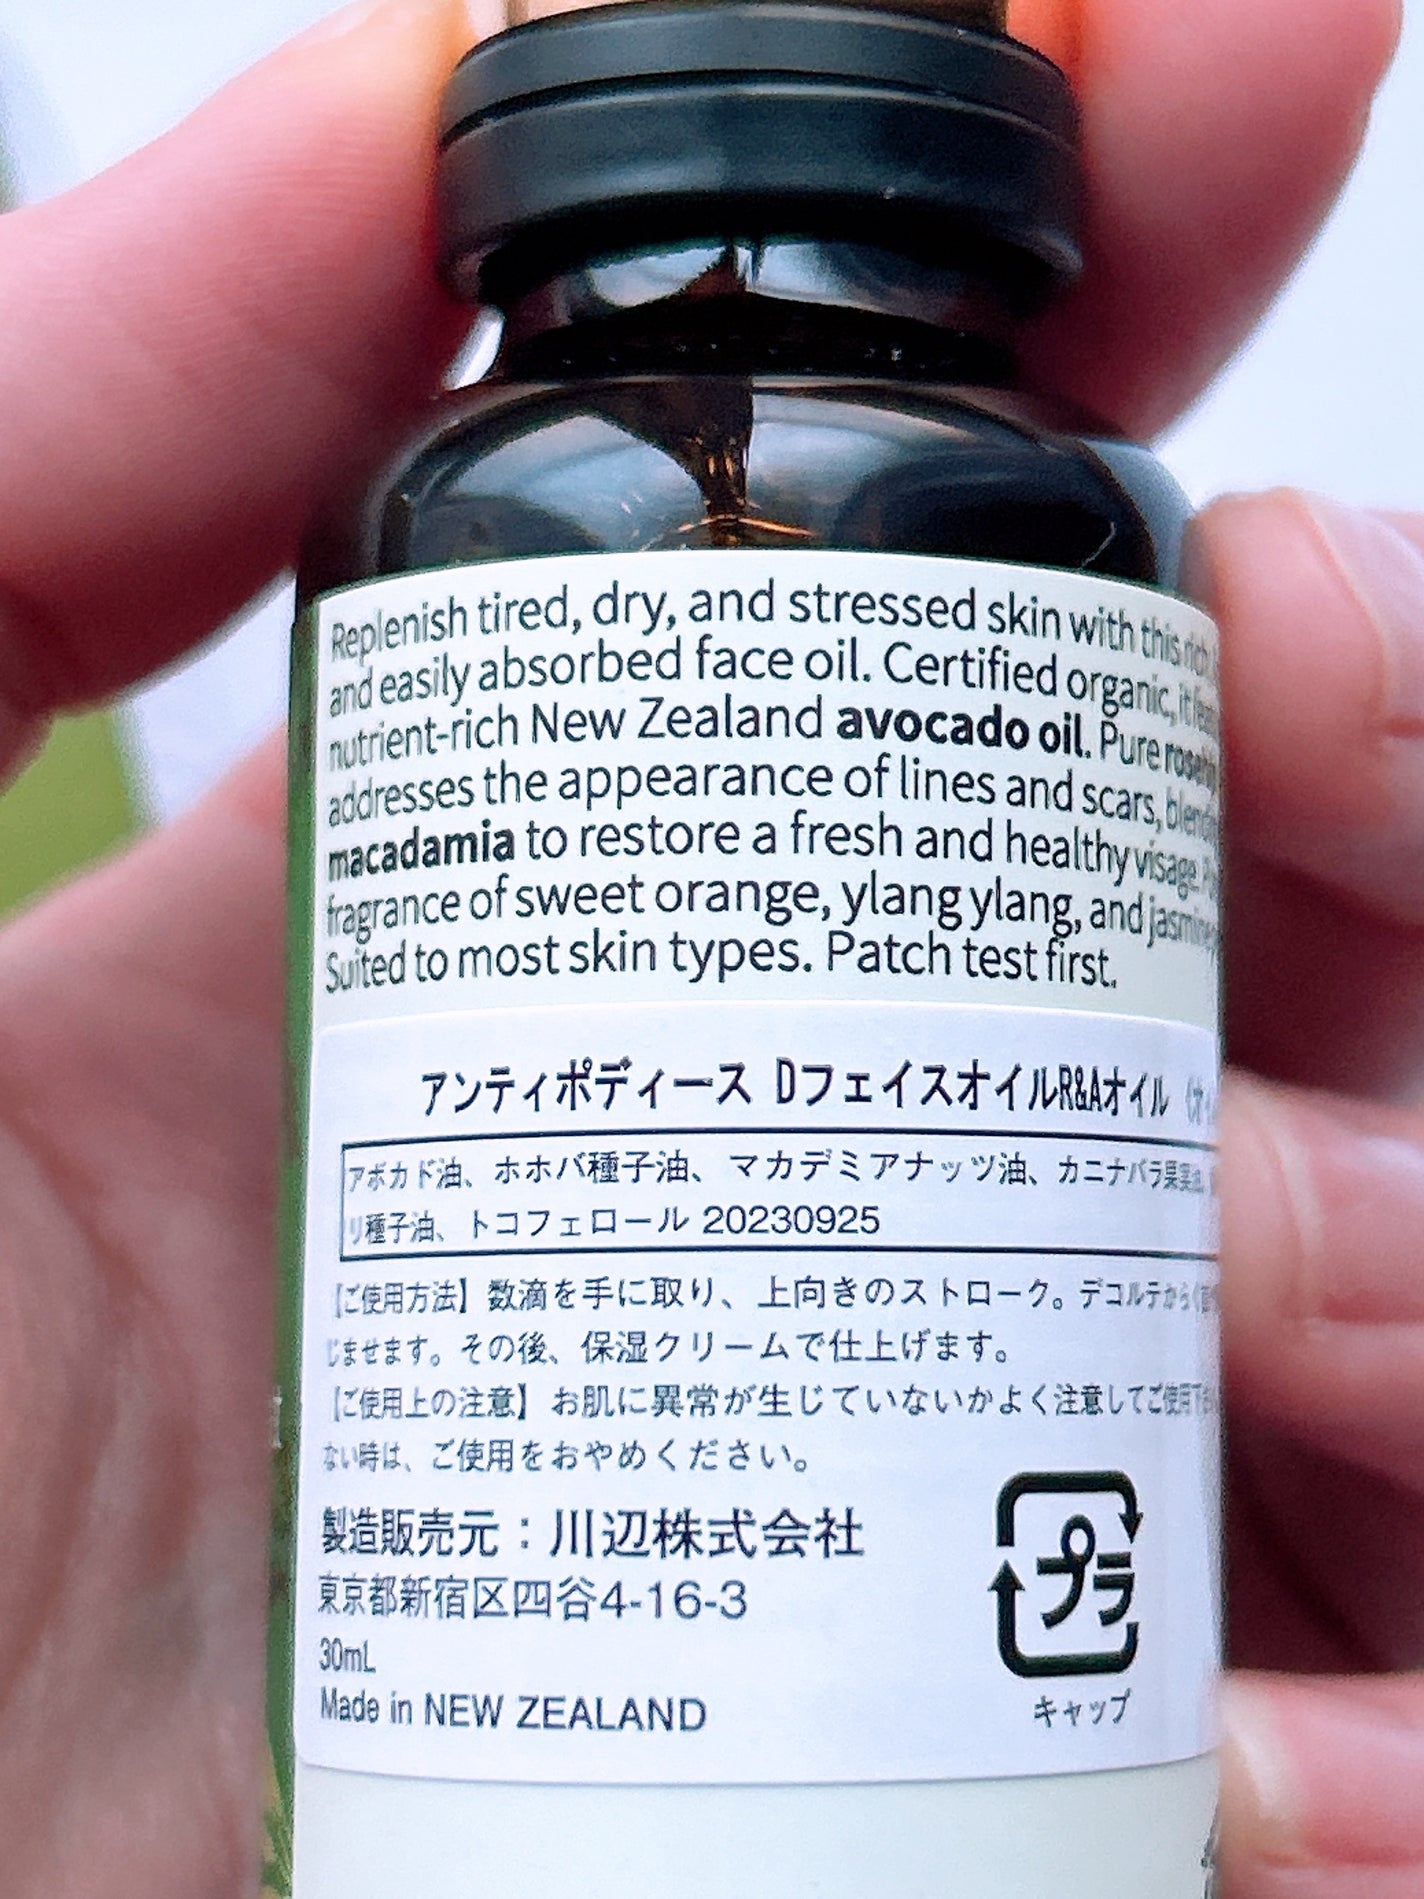 Replenish tired, dry, and stressed skin with this rich
and easily absorbed face oil. Certified organic, it
nutrient-rich New Zealand avocado oil. Pure
addresses the appearance of lines and scars,
macadamia to restore a fresh and healthy visage.
fragrance of sweet orange, ylang ylang, and
Suited to most skin types. Patch test first.
アンティポディース DフェイスオイルR&Aオイル
アボカド油、ホホバ種子油、マカデミアナッツ油、カニナバラ果実油、
リ種子油、トコフェロール 20230925
【ご使用方法】数滴を手に取り、上向きのストローク。デコルテから
じませます。その後、保湿クリームで仕上げます。
【ご使用上の注意】お肌に異常が生じていないかよく注意してご使用下
ない時は、ご使用をおやめください。
製造販売元：川辺株式会社
東京都新宿区四谷4-16-3
30mL
Made in NEW ZEALAND
プラ
キャップ